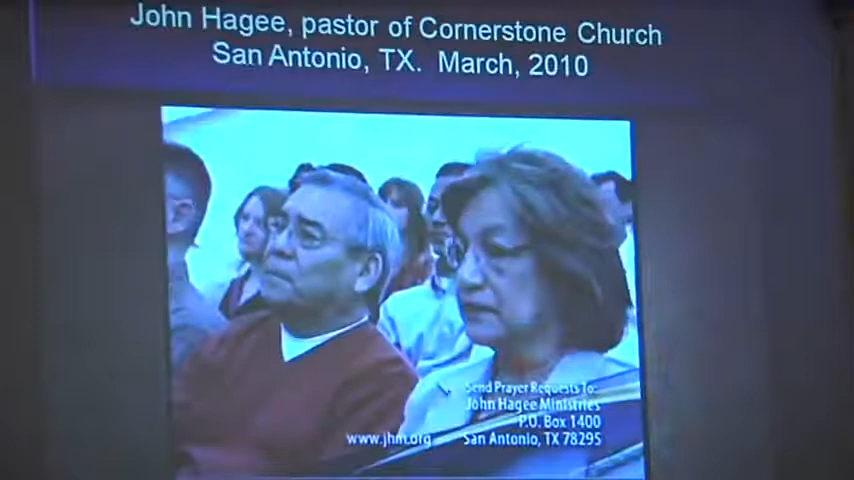 John Hagee, pastor of Cornerstone Church
San Antonio, TX. March, 2010
Send Prayer Requests To:
John Hagee Ministries
P.O. Box 1400
www.jhm.org San Antonio, TX 78295